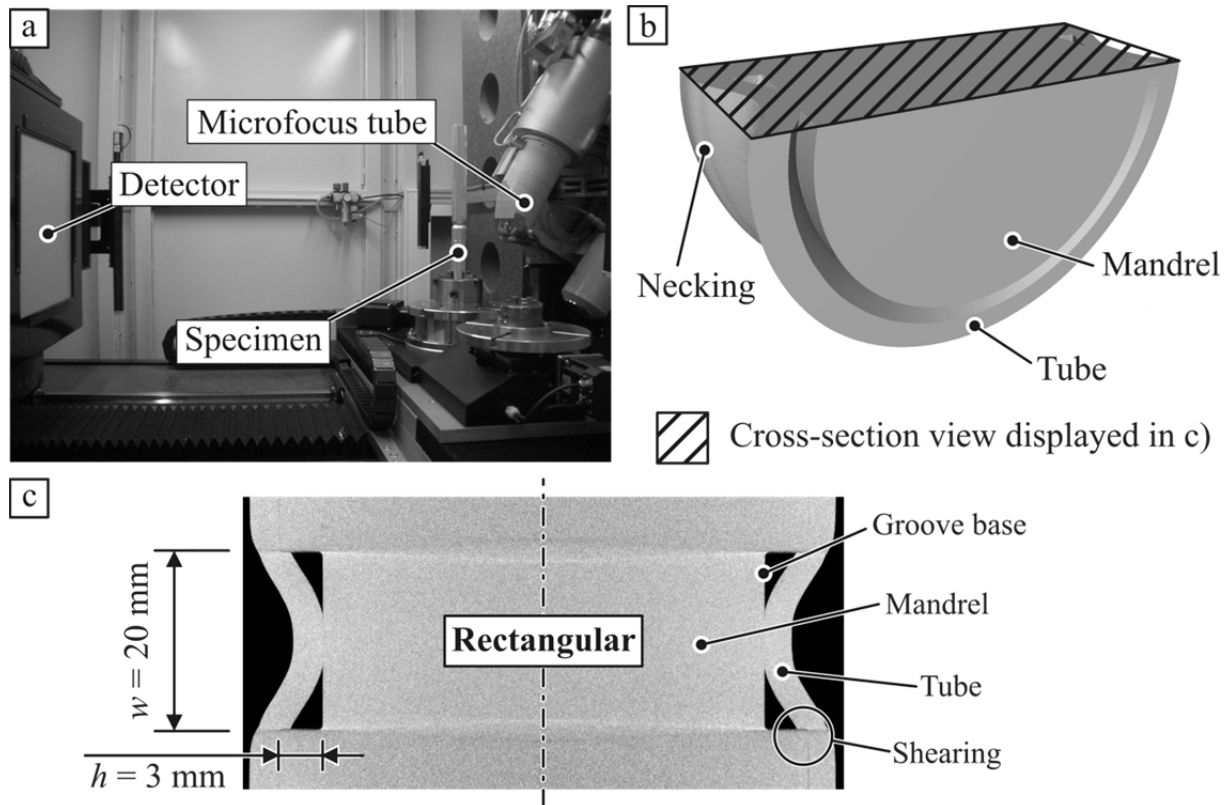 a
Microfocus tube
Detector
Specimen
b
Necking
Mandrel
Tube
Cross-section view displayed in c)
c
w = 20 mm
h = 3 mm
Rectangular
Groove base
Mandrel
Tube
Shearing